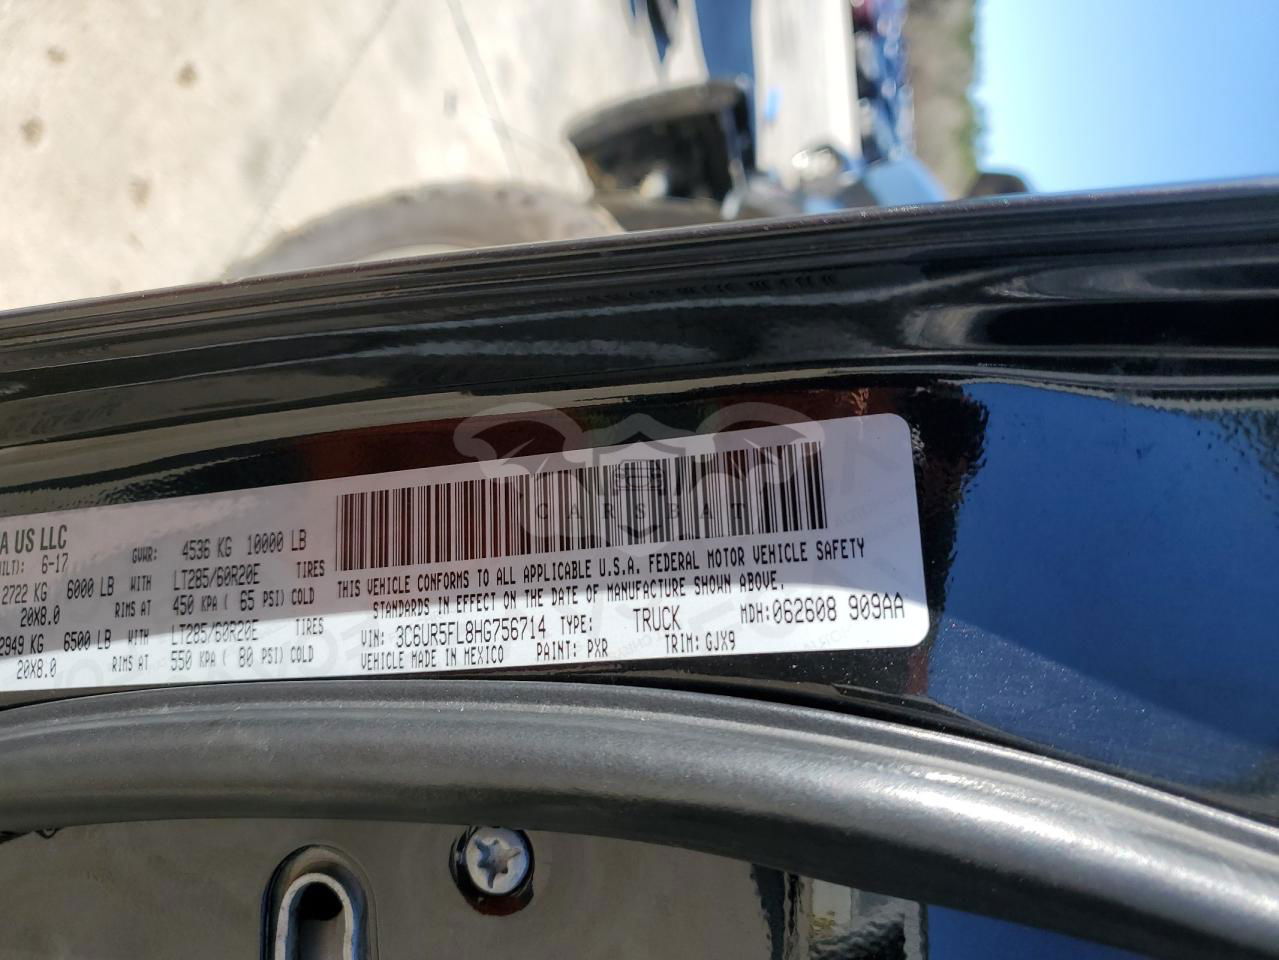 A US LLC
UILT): 6-17
GVWR: 4536 KG 10000 LB
2722 KG 6000 LB WITH LT285/60R20E TIRES
20X8.0 RIMS AT 450 KPA ( 65 PSI) COLD
2949 KG 6500 LB WITH LT285/60R20E TIRES
20X8.0 RIMS AT 550 KPA ( 80 PSI) COLD
CARSBAT
THIS VEHICLE CONFORMS TO ALL APPLICABLE U.S.A. FEDERAL MOTOR VEHICLE SAFETY
STANDARDS IN EFFECT ON THE DATE OF MANUFACTURE SHOWN ABOVE.
VIN: 3C6UR5FL8HG756714 TYPE: TRUCK MDH: 062608 909AA
VEHICLE MADE IN MEXICO PAINT: PXR TRIM: GJX9